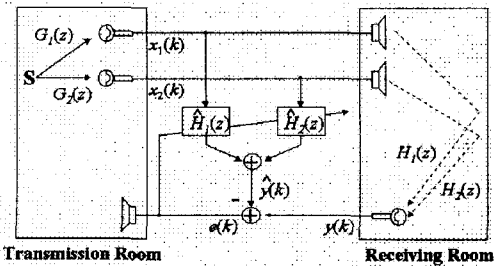 G₁(z)
x₁(k)
S
G₂(z)
x₂(k)
Ĥ₁(z)
Ĥ₂(z)
H₁(z)
H₂(z)
+
ŷ(k)
-
+
e(k)
y(k)
Transmission Room
Receiving Room